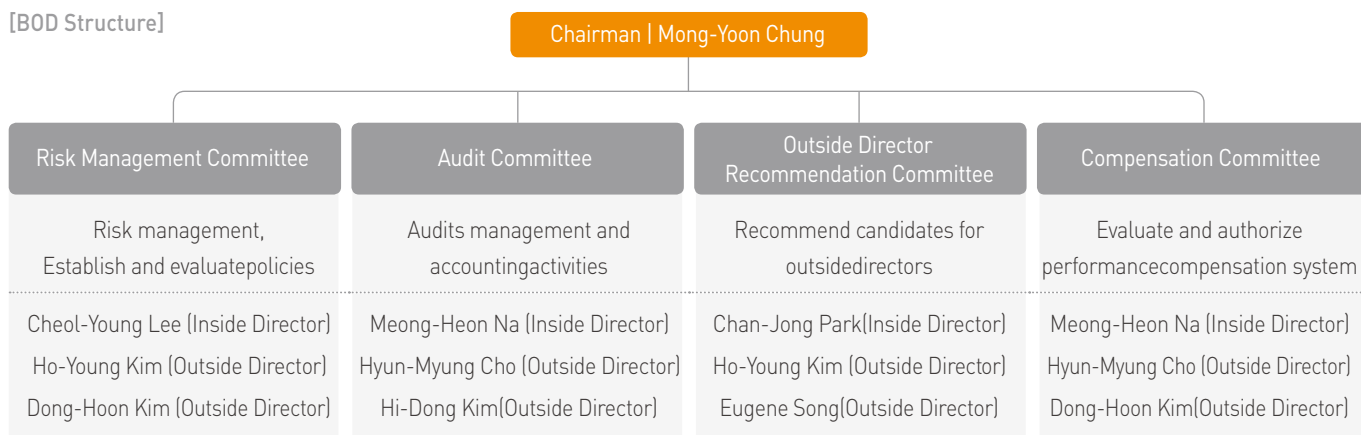 [BOD Structure]
Chairman | Mong-Yoon Chung
Risk Management Committee
Risk management,
Establish and evaluatepolicies
Cheol-Young Lee (Inside Director)
Ho-Young Kim (Outside Director)
Dong-Hoon Kim (Outside Director)
Audit Committee
Audits management and
accountingactivities
Meong-Heon Na (Inside Director)
Hyun-Myung Cho (Outside Director)
Hi-Dong Kim(Outside Director)
Outside Director
Recommendation Committee
Recommend candidates for
outsidedirectors
Chan-Jong Park(Inside Director)
Ho-Young Kim (Outside Director)
Eugene Song(Outside Director)
Compensation Committee
Evaluate and authorize
performancecompensation system
Meong-Heon Na (Inside Director)
Hyun-Myung Cho (Outside Director)
Dong-Hoon Kim(Outside Director)